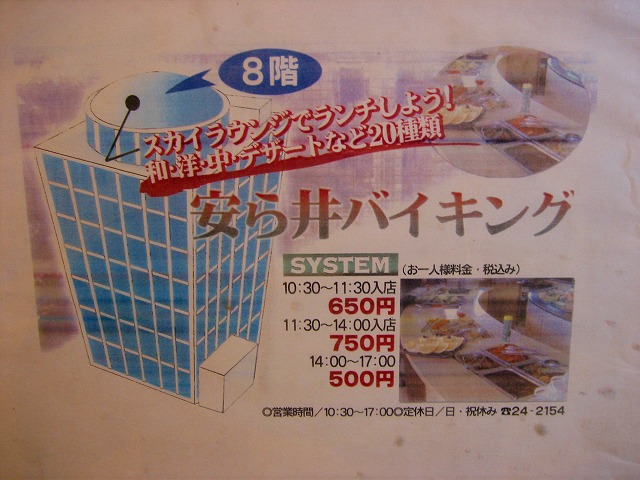 8階
スカイラウンジでランチしよう!
和・洋・中・デザートなど20種類
安ら井バイキング
SYSTEM (お一人様料金・税込み)
10:30〜11:30入店
650円
11:30〜14:00入店
750円
14:00〜17:00
500円
◎営業時間/10:30〜17:00◎定休日/日・祝休み ☎24-2154